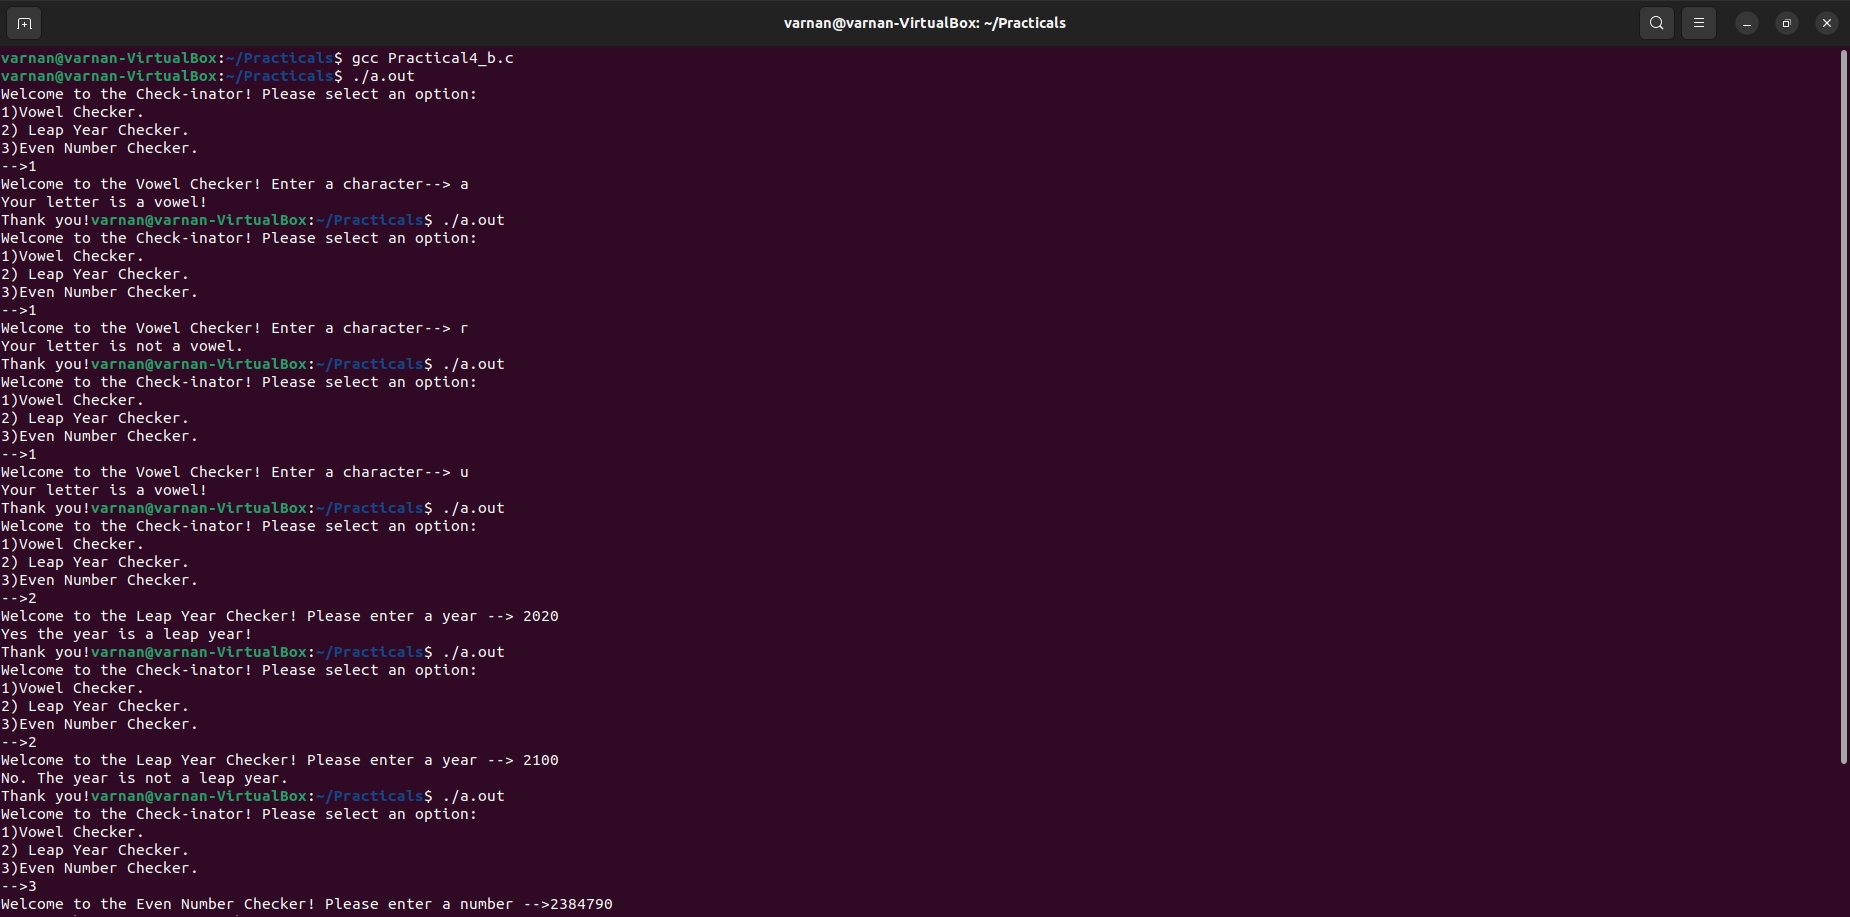 varnan@varnan-VirtualBox: ~/Practicals
varnan@varnan-VirtualBox:~/Practicals$ gcc Practical4_b.c
varnan@varnan-VirtualBox:~/Practicals$ ./a.out
Welcome to the Check-inator! Please select an option:
1)Vowel Checker.
2) Leap Year Checker.
3)Even Number Checker.
-->1
Welcome to the Vowel Checker! Enter a character--> a
Your letter is a vowel!
Thank you!varnan@varnan-VirtualBox:~/Practicals$ ./a.out
Welcome to the Check-inator! Please select an option:
1)Vowel Checker.
2) Leap Year Checker.
3)Even Number Checker.
-->1
Welcome to the Vowel Checker! Enter a character--> r
Your letter is not a vowel.
Thank you!varnan@varnan-VirtualBox:~/Practicals$ ./a.out
Welcome to the Check-inator! Please select an option:
1)Vowel Checker.
2) Leap Year Checker.
3)Even Number Checker.
-->1
Welcome to the Vowel Checker! Enter a character--> u
Your letter is a vowel!
Thank you!varnan@varnan-VirtualBox:~/Practicals$ ./a.out
Welcome to the Check-inator! Please select an option:
1)Vowel Checker.
2) Leap Year Checker.
3)Even Number Checker.
-->2
Welcome to the Leap Year Checker! Please enter a year --> 2020
Yes the year is a leap year!
Thank you!varnan@varnan-VirtualBox:~/Practicals$ ./a.out
Welcome to the Check-inator! Please select an option:
1)Vowel Checker.
2) Leap Year Checker.
3)Even Number Checker.
-->2
Welcome to the Leap Year Checker! Please enter a year --> 2100
No. The year is not a leap year.
Thank you!varnan@varnan-VirtualBox:~/Practicals$ ./a.out
Welcome to the Check-inator! Please select an option:
1)Vowel Checker.
2) Leap Year Checker.
3)Even Number Checker.
-->3
Welcome to the Even Number Checker! Please enter a number -->2384790